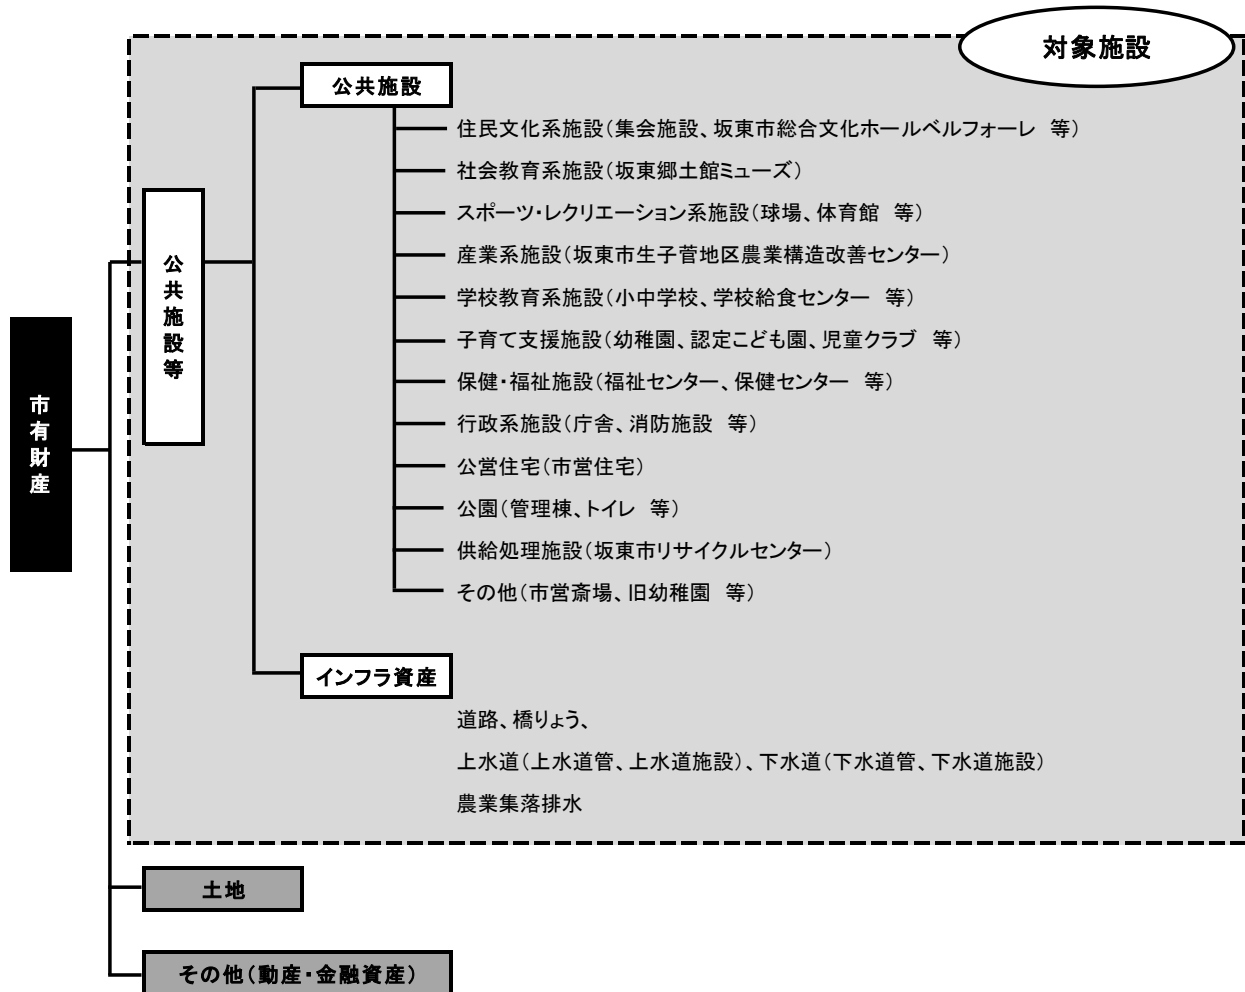 対象施設
公共施設
住民文化系施設（集会施設、坂東市総合文化ホールベルフォーレ　等）
社会教育系施設（坂東郷土館ミューズ）
スポーツ・レクリエーション系施設（球場、体育館　等）
産業系施設（坂東市生子菅地区農業構造改善センター）
学校教育系施設（小中学校、学校給食センター　等）
子育て支援施設（幼稚園、認定こども園、児童クラブ　等）
保健・福祉施設（福祉センター、保健センター　等）
行政系施設（庁舎、消防施設　等）
公営住宅（市営住宅）
公園（管理棟、トイレ　等）
供給処理施設（坂東市リサイクルセンター）
その他（市営斎場、旧幼稚園　等）
公共施設等
市有財産
インフラ資産
道路、橋りょう、
上水道（上水道管、上水道施設）、下水道（下水道管、下水道施設）
農業集落排水
土地
その他（動産・金融資産）